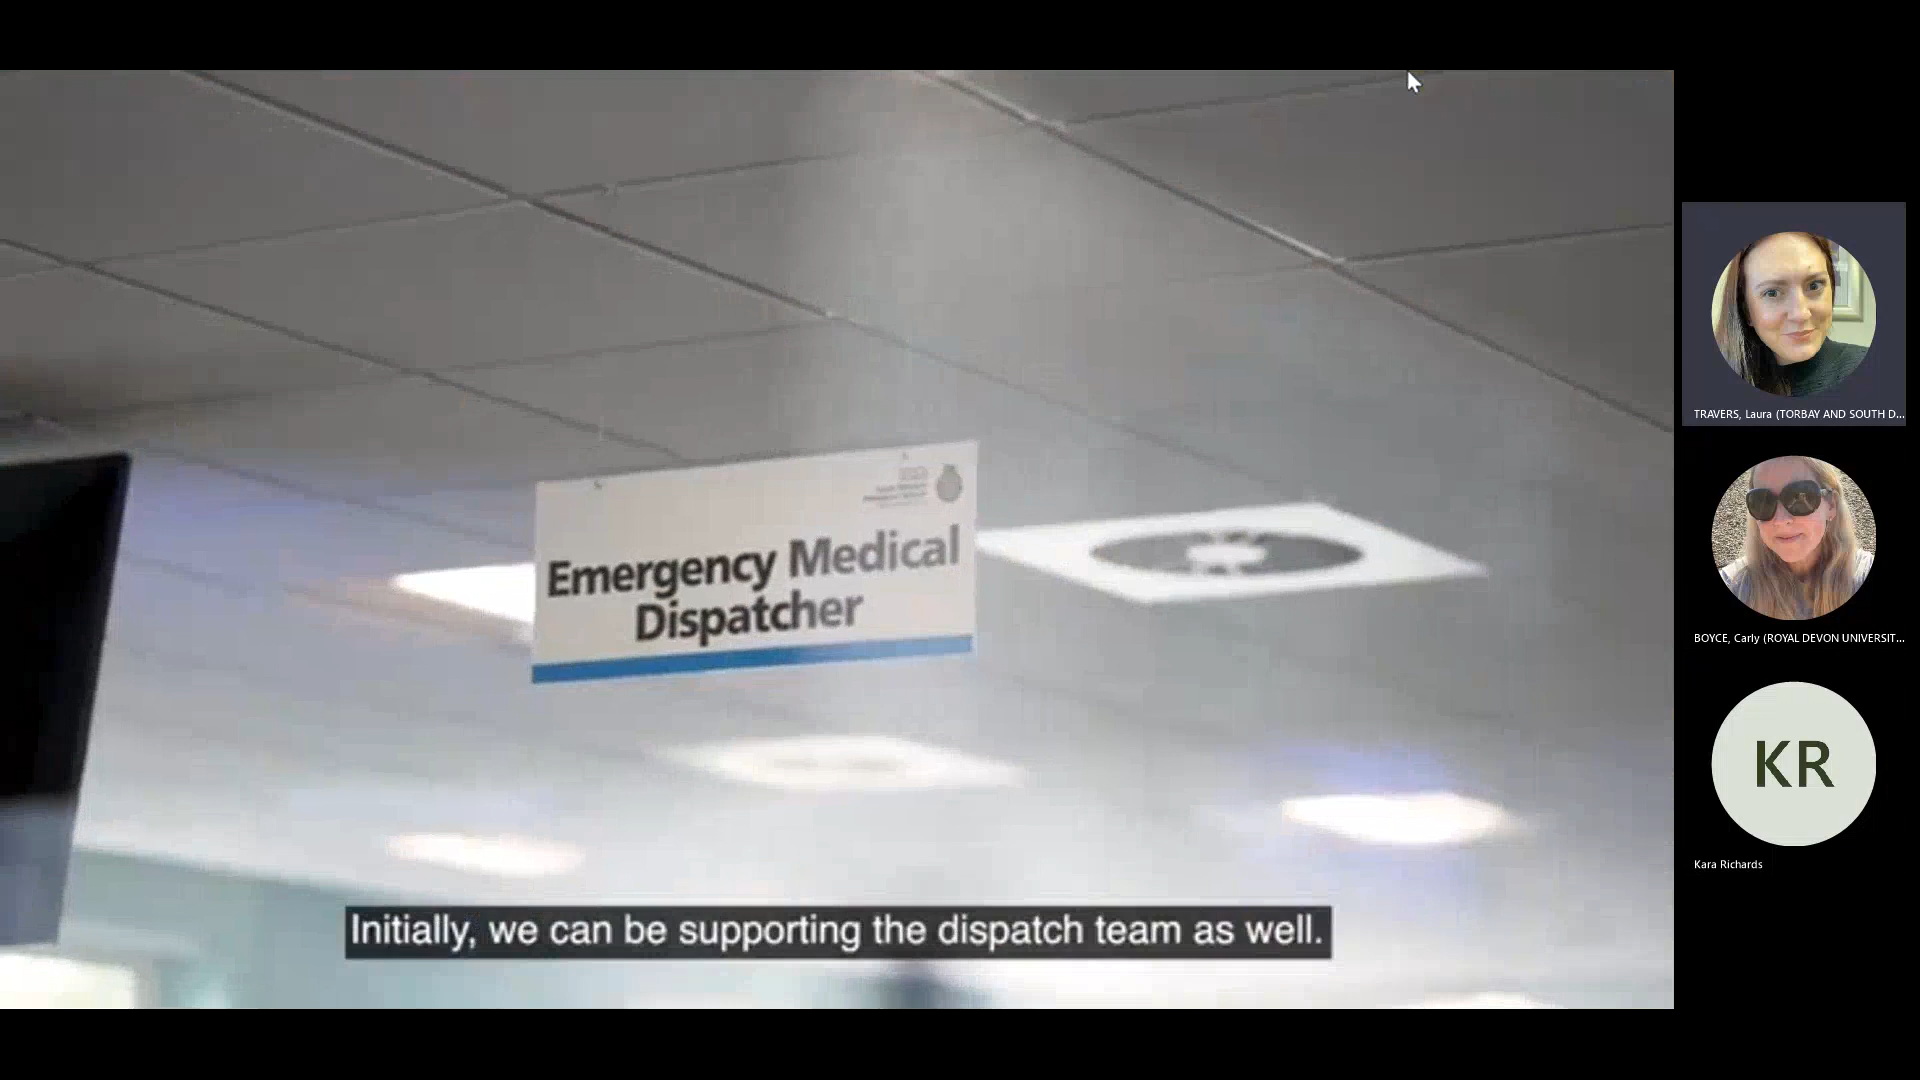 Emergency Medical
Dispatcher
Initially, we can be supporting the dispatch team as well.
TRAVERS, Laura (TORBAY AND SOUTH D...
BOYCE, Carly (ROYAL DEVON UNIVERSIT...
KR
Kara Richards